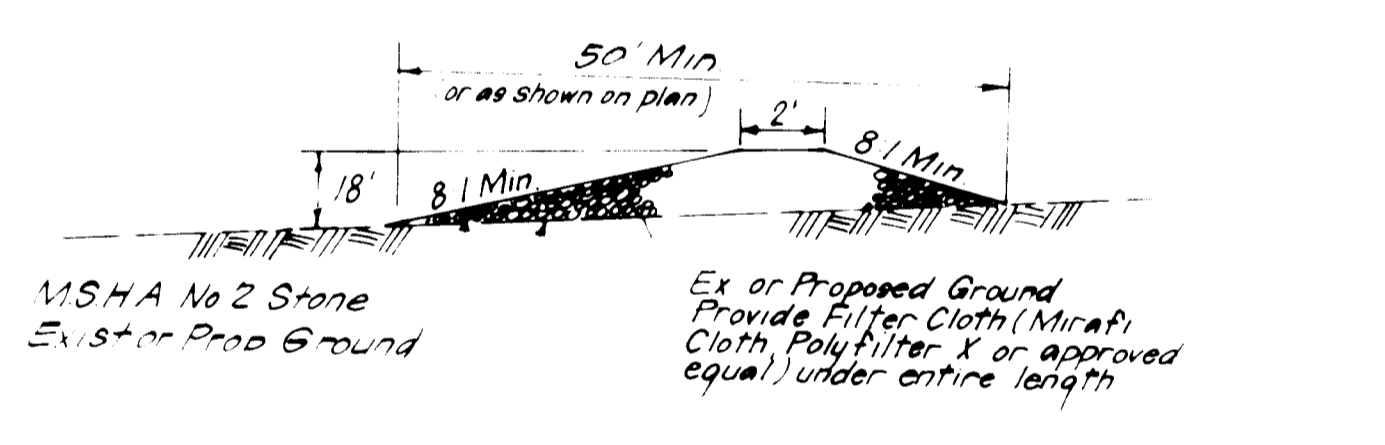 50' Min
(or as shown on plan)
2'
8:1 Min.
18'
8:1 Min.
M.S.H.A No 2 Stone
Exist or Prop Ground
Ex or Proposed Ground
Provide Filter Cloth (Mirafi
Cloth, Polyfilter X or approved
equal) under entire length